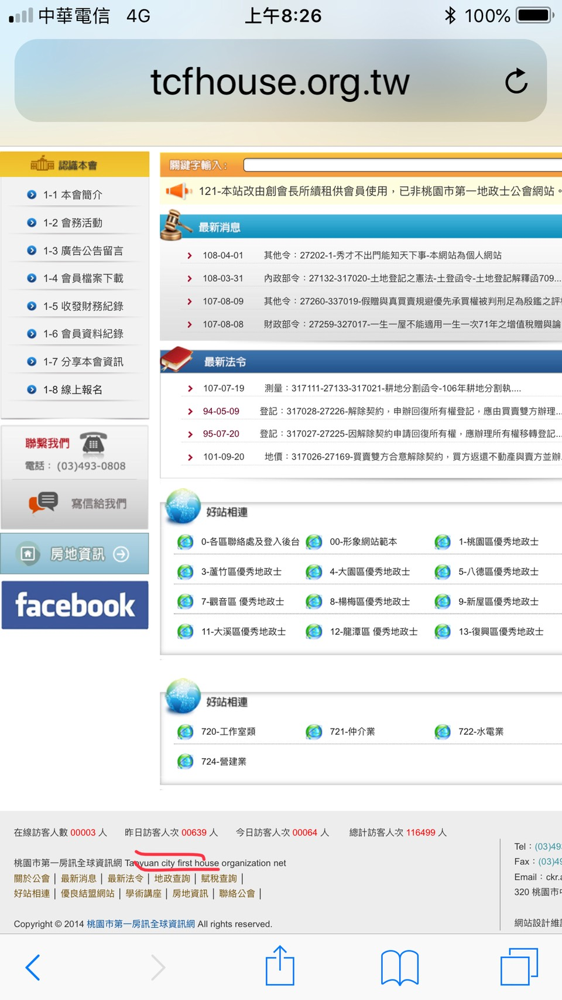 中華電信 4G 上午8:26 100%
tcfhouse.org.tw
認識本會
1-1 本會簡介
1-2 會務活動
1-3 廣告公告留言
1-4 會員檔案下載
1-5 收發財務紀錄
1-6 會員資料紀錄
1-7 分享本會資訊
1-8 線上報名
聯繫我們
電話： (03)493-0808
寫信給我們
房地資訊
facebook
關鍵字輸入：
121-本站改由創會長所續租供會員使用，已非桃園市第一地政士公會網站。
最新消息
108-04-01 其他令：27202-1-秀才不出門能知天下事-本網站為個人網站
108-03-31 內政部令：27132-317020-土地登記之憲法-土登函令-土地登記解釋函709...
107-08-09 其他令：27260-337019-假贈與真買賣規避優先承買權被判刑足為殷鑑之評
107-08-08 財政部令：27259-327017-一生一屋不能適用一生一次71年之增值稅贈與論
最新法令
107-07-19 測量：317111-27133-317021-耕地分割函令-106年耕地分割執....
94-05-09 登記：317028-27226-解除契約，申辦回復所有權登記，應由買賣雙方辦理...
95-07-20 登記：317027-27225-因解除契約申請回復所有權，應辦理所有權移轉登記...
101-09-20 地價：317026-27169-買賣雙方合意解除契約，買方返還不動產與賣方並辦
好站相連
0-各區聯絡處及登入後台 00-形象網站範本 1-桃園區優秀地政士
3-蘆竹區優秀地政士 4-大園區優秀地政士 5-八德區優秀地政士
7-觀音區 優秀地政士 8-楊梅區優秀地政士 9-新屋區優秀地政士
11-大溪區優秀地政士 12-龍潭區 優秀地政士 13-復興區優秀地政士
好站相連
720-工作室類 721-仲介業 722-水電業
724-營建業
在線訪客人數 00003 人 昨日訪客人次 00639 人 今日訪客人次 00064 人 總計訪客人次 116499 人
桃園市第一房訊全球資訊網 Taoyuan city first house organization net
關於公會 | 最新消息 | 最新法令 | 地政查詢 | 賦稅查詢 |
好站相連 | 優良結盟網站 | 學術講座 | 房地資訊 | 聯絡公會 |
Copyright © 2014 桃園市第一房訊全球資訊網 All rights reserved.
Tel：(03)49
Fax：(03)49
Email：ckr.
320 桃園市
網站設計維